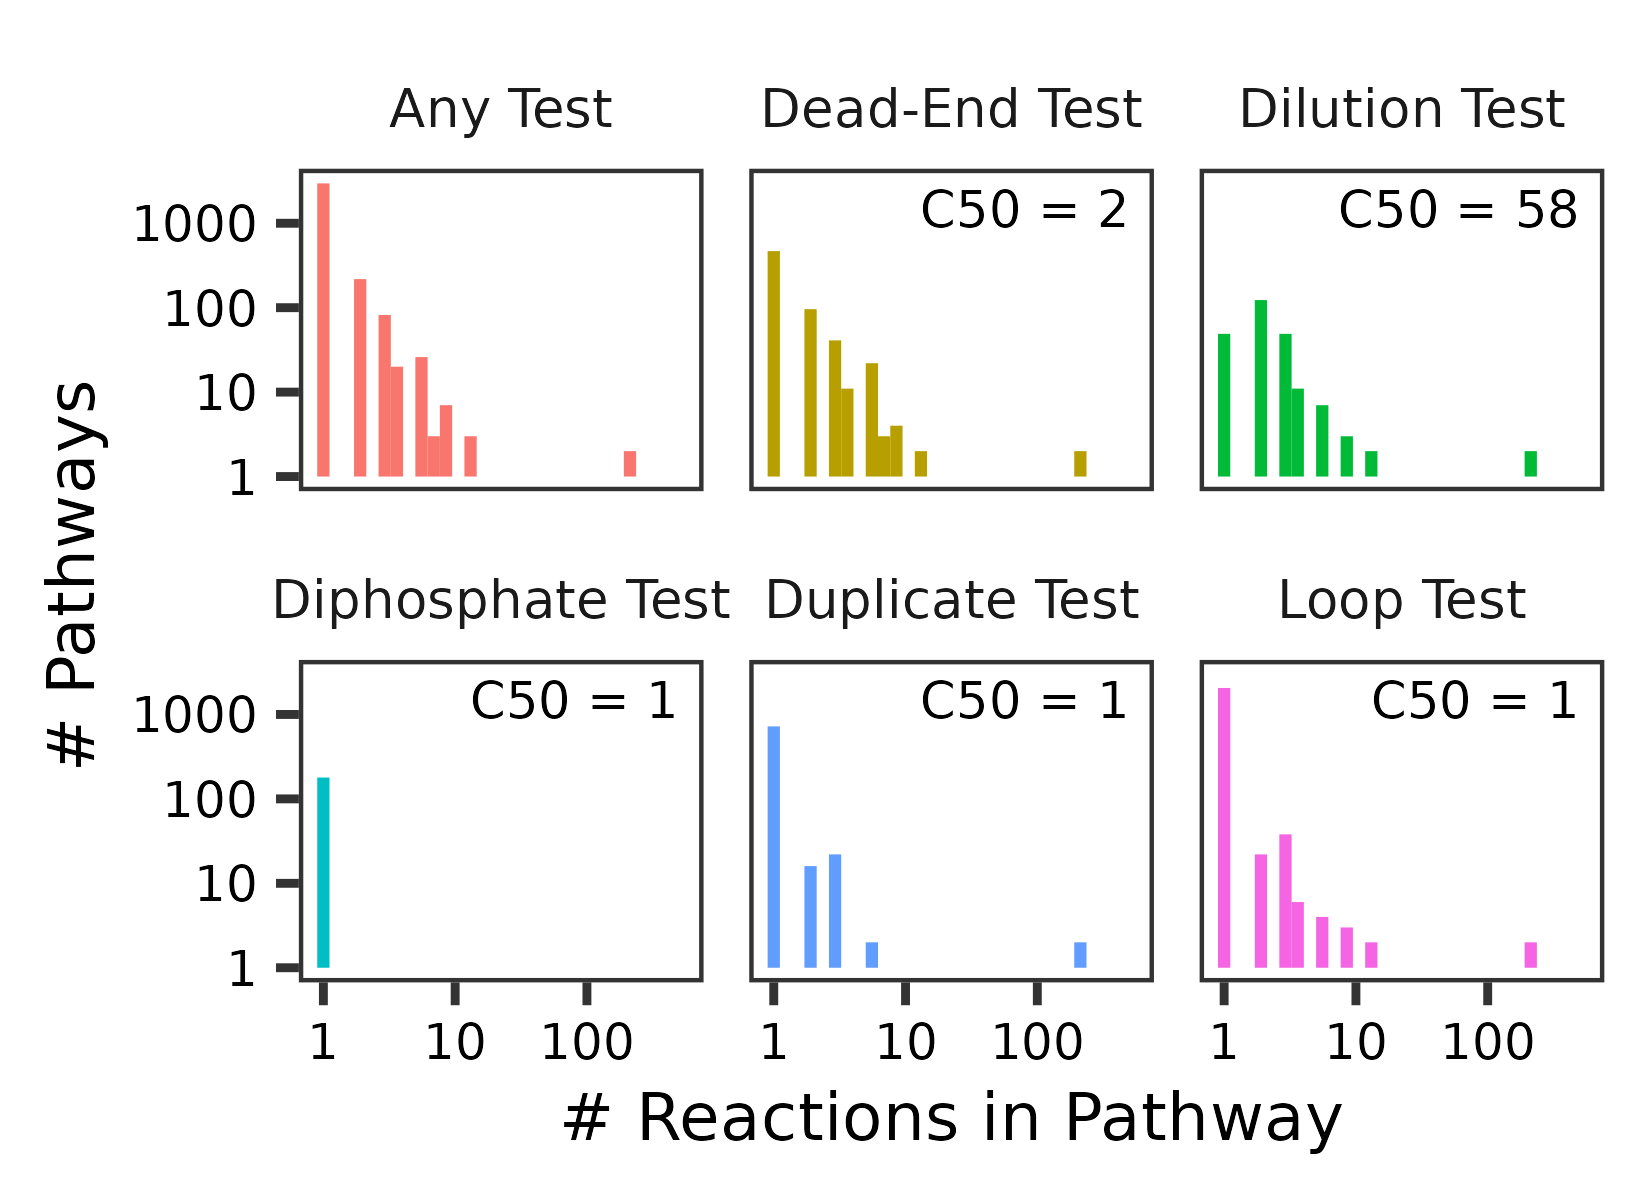 Any Test
Dead-End Test
Dilution Test
C50 = 2
C50 = 58
1000
100
10
1
# Pathways
Diphosphate Test
Duplicate Test
Loop Test
C50 = 1
C50 = 1
C50 = 1
1000
100
10
1
1
10
100
1
10
100
1
10
100
# Reactions in Pathway